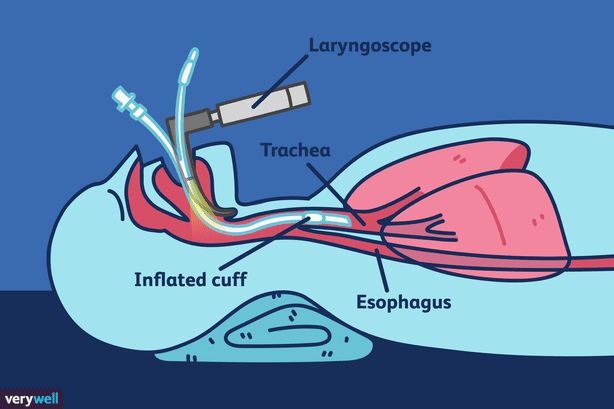 Laryngoscope
Trachea
Inflated cuff
Esophagus
verywell